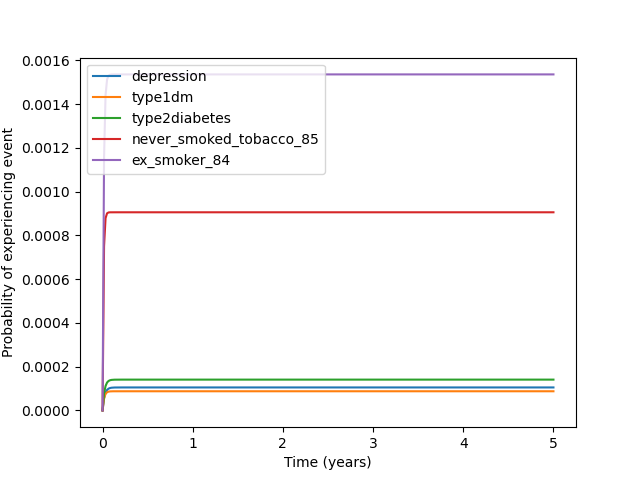 0.0016
0.0014
0.0012
0.0010
0.0008
0.0006
0.0004
0.0002
0.0000
Probability of experiencing event
depression
type1dm
type2diabetes
never_smoked_tobacco_85
ex_smoker_84
0 1 2 3 4 5
Time (years)